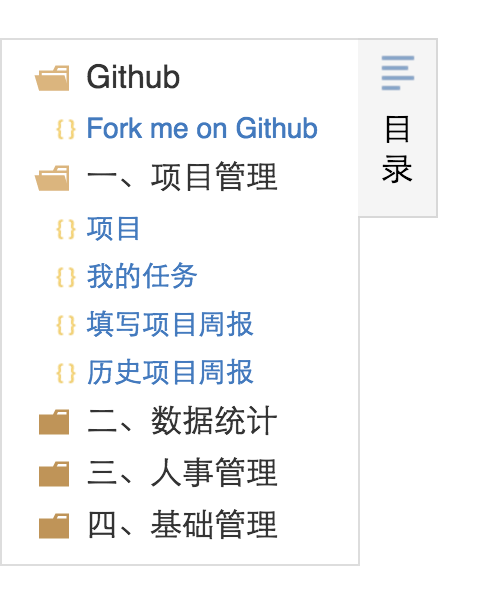 Github
{} Fork me on Github
一、项目管理
{} 项目
{} 我的任务
{} 填写项目周报
{} 历史项目周报
二、数据统计
三、人事管理
四、基础管理
目
录